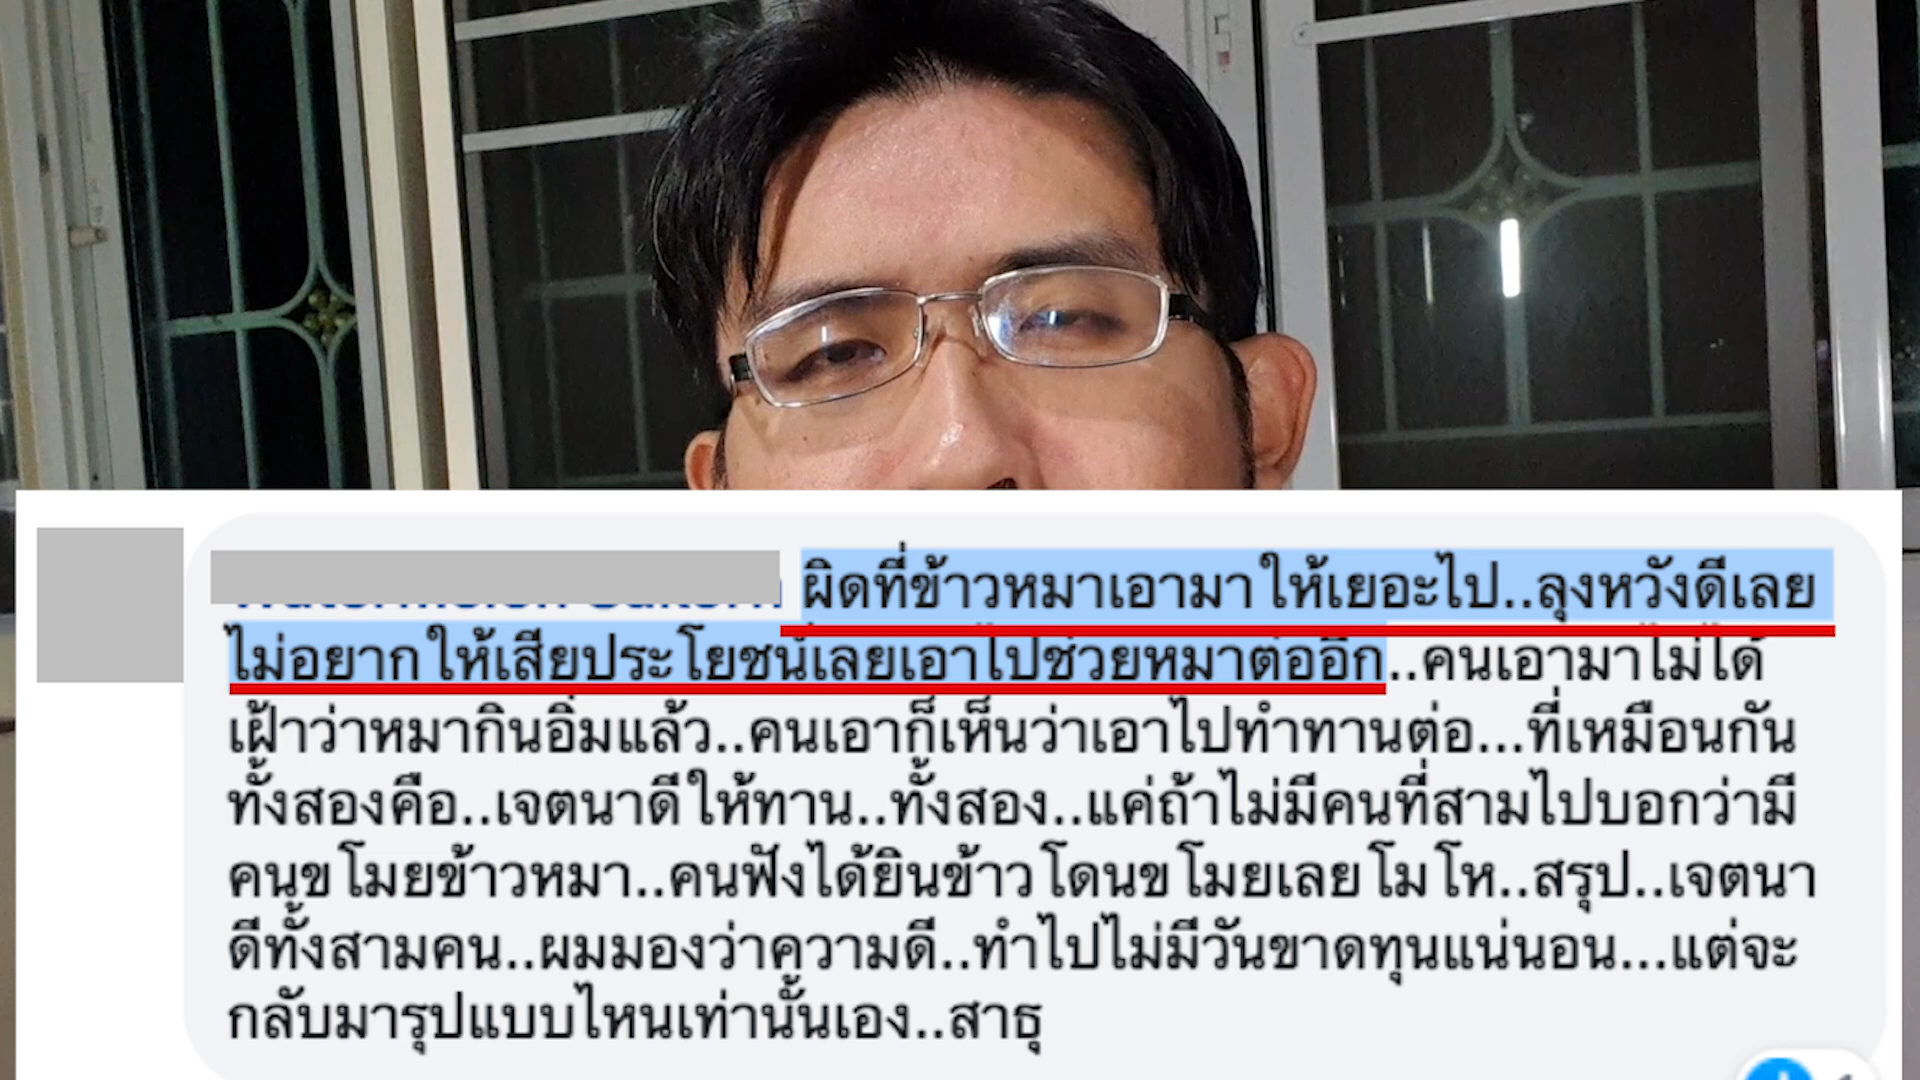 ผิดที่ข้าวหมาเอามาให้เยอะไป..ลุงหวังดีเลย
ไม่อยากให้เสียประโยชน์เลยเอาไปช่วยหมาต่ออีก..คนเอามาไม่ได้
เฝ้าว่าหมากินอิ่มแล้ว..คนเอาก็เห็นว่าเอาไปทำทานต่อ...ที่เหมือนกัน
ทั้งสองคือ..เจตนาดีให้ทาน..ทั้งสอง..แค่ถ้าไม่มีคนที่สามไปบอกว่ามี
คนขโมยข้าวหมา..คนฟังได้ยินข้าวโดนขโมยเลยโมโห..สรุป..เจตนา
ดีทั้งสามคน..ผมมองว่าความดี..ทำไปไม่มีวันขาดทุนแน่นอน...แต่จะ
กลับมารุปแบบไหนเท่านั้นเอง..สาธุ